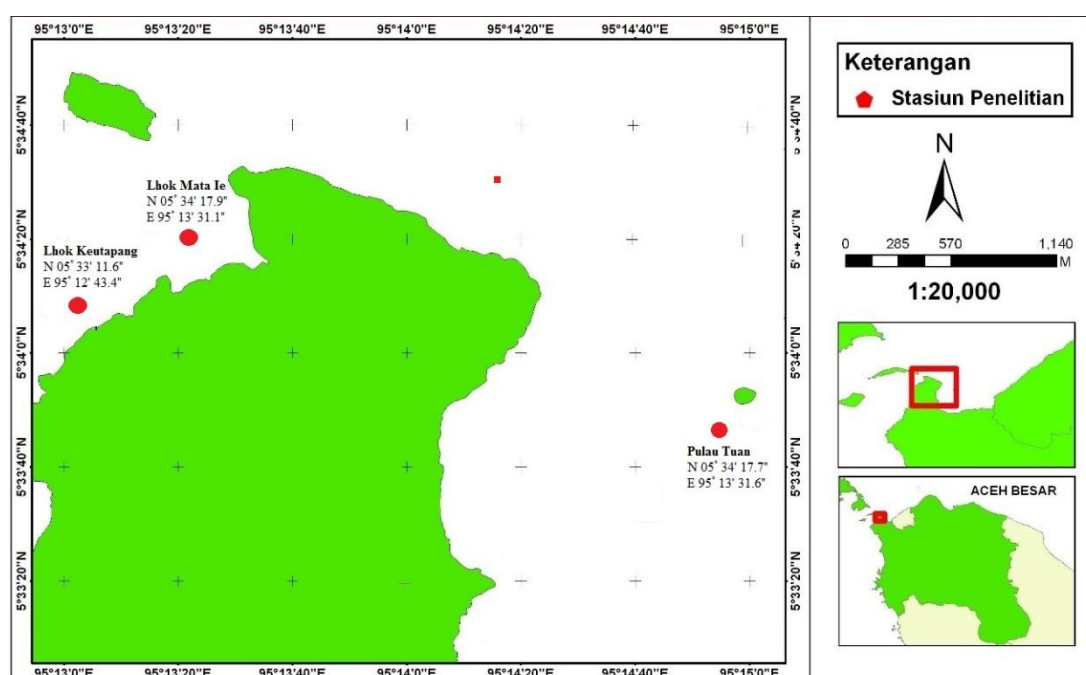 95°13'0"E 95°13'20"E 95°13'40"E 95°14'0"E 95°14'20"E 95°14'40"E 95°15'0"E
5°34'40"N
5°34'20"N
5°34'0"N
5°33'40"N
5°33'20"N
Lhok Mata Ie
N 05° 34' 17.9"
E 95° 13' 31.1"
Lhok Keutapang
N 05° 33' 11.6"
E 95° 12' 43.4"
Pulau Tuan
N 05° 34' 17.7"
E 95° 13' 31.6"
5°34'40"N
5°34'20"N
5°34'0"N
5°33'40"N
5°33'20"N
95°13'0"E 95°13'20"E 95°13'40"E 95°14'0"E 95°14'20"E 95°14'40"E 95°15'0"E
Keterangan
Stasiun Penelitian
N
0 285 570 1,140
M
1:20,000
ACEH BESAR